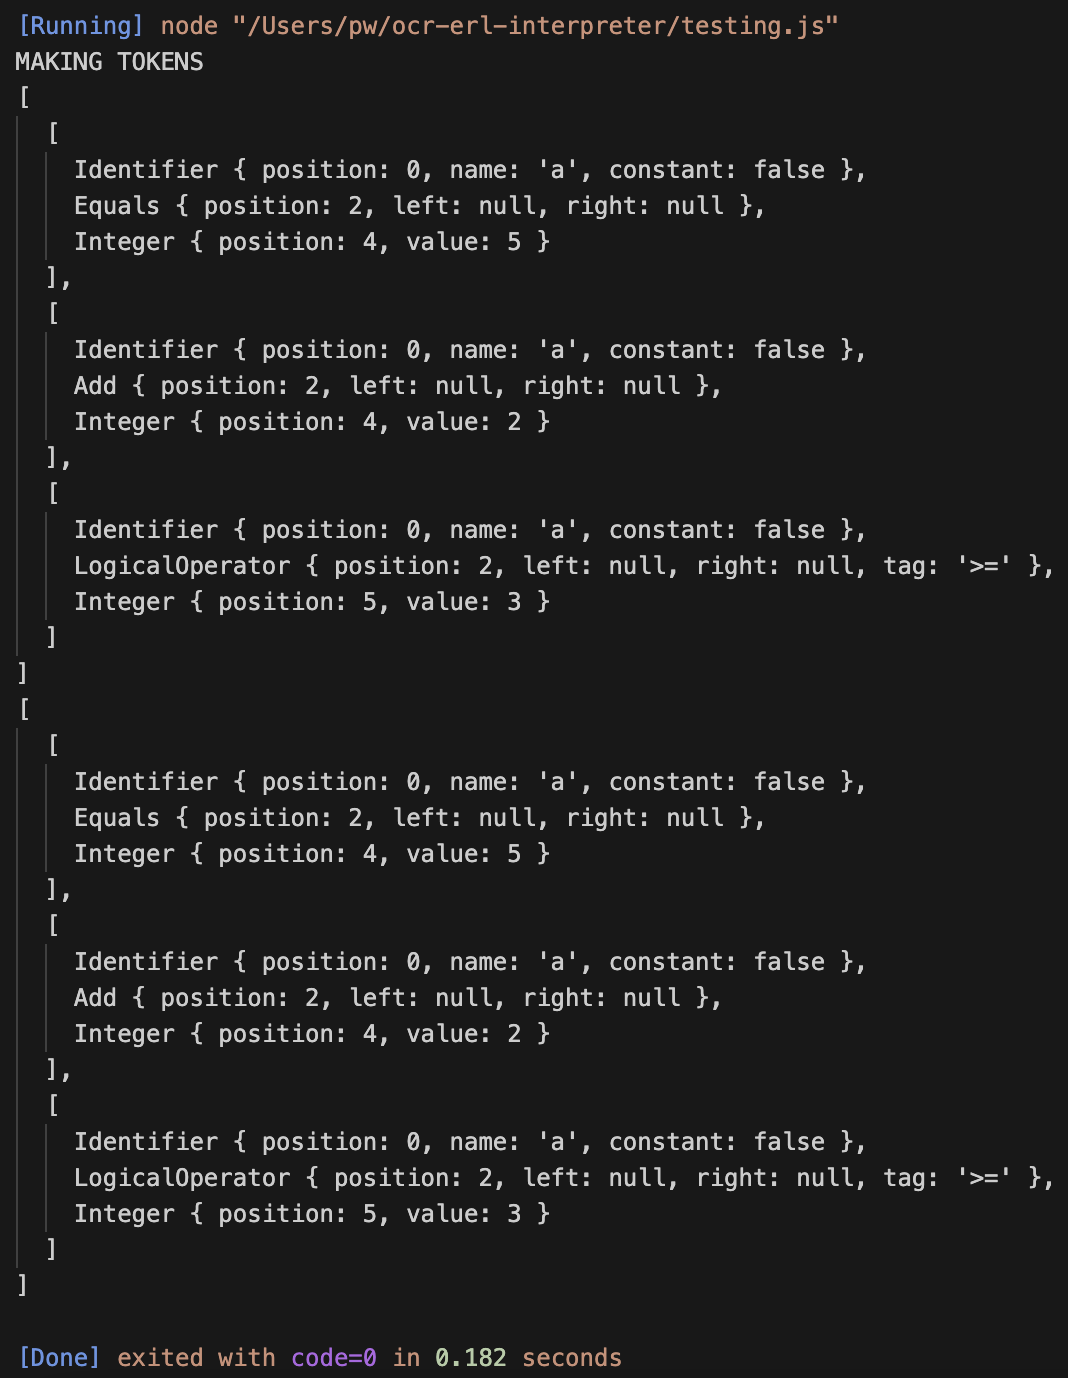 [Running] node "/Users/pw/ocr-erl-interpreter/testing.js"
MAKING TOKENS
[
  [
    Identifier { position: 0, name: 'a', constant: false },
    Equals { position: 2, left: null, right: null },
    Integer { position: 4, value: 5 }
  ],
  [
    Identifier { position: 0, name: 'a', constant: false },
    Add { position: 2, left: null, right: null },
    Integer { position: 4, value: 2 }
  ],
  [
    Identifier { position: 0, name: 'a', constant: false },
    LogicalOperator { position: 2, left: null, right: null, tag: '>=' },
    Integer { position: 5, value: 3 }
  ]
]
[
  [
    Identifier { position: 0, name: 'a', constant: false },
    Equals { position: 2, left: null, right: null },
    Integer { position: 4, value: 5 }
  ],
  [
    Identifier { position: 0, name: 'a', constant: false },
    Add { position: 2, left: null, right: null },
    Integer { position: 4, value: 2 }
  ],
  [
    Identifier { position: 0, name: 'a', constant: false },
    LogicalOperator { position: 2, left: null, right: null, tag: '>=' },
    Integer { position: 5, value: 3 }
  ]
]

[Done] exited with code=0 in 0.182 seconds